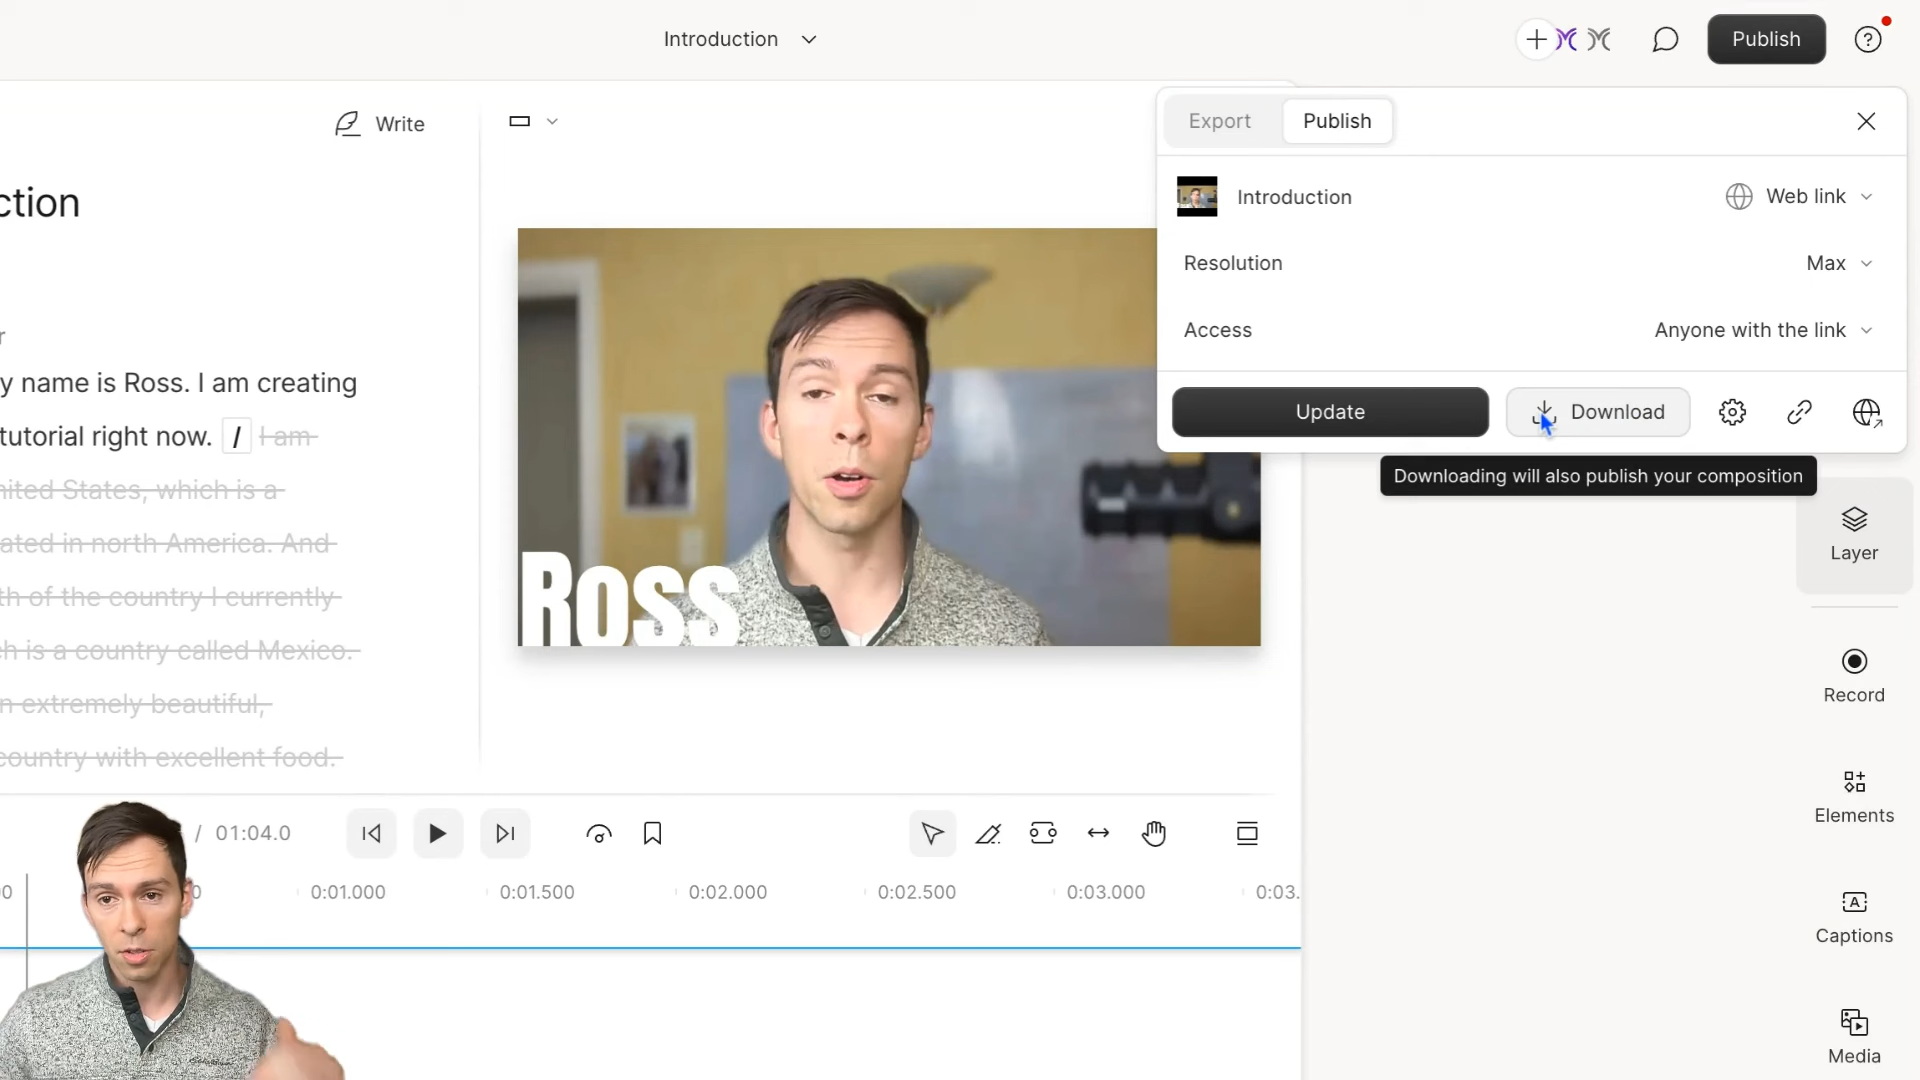 Introduction
Publish
Write
Export
Publish
Introduction
Web link
Resolution
Max
Access
Anyone with the link
Update
Download
Downloading will also publish your composition
ction
y name is Ross. I am creating
tutorial right now. / I am
nited States, which is a
ated in north America. And
th of the country I currently
h is a country called Mexico.
n extremely beautiful,
country with excellent food.
Ross
Layer
Record
Elements
Captions
Media
/ 01:04.0
0:01.000
0:01.500
0:02.000
0:02.500
0:03.000
0:03.